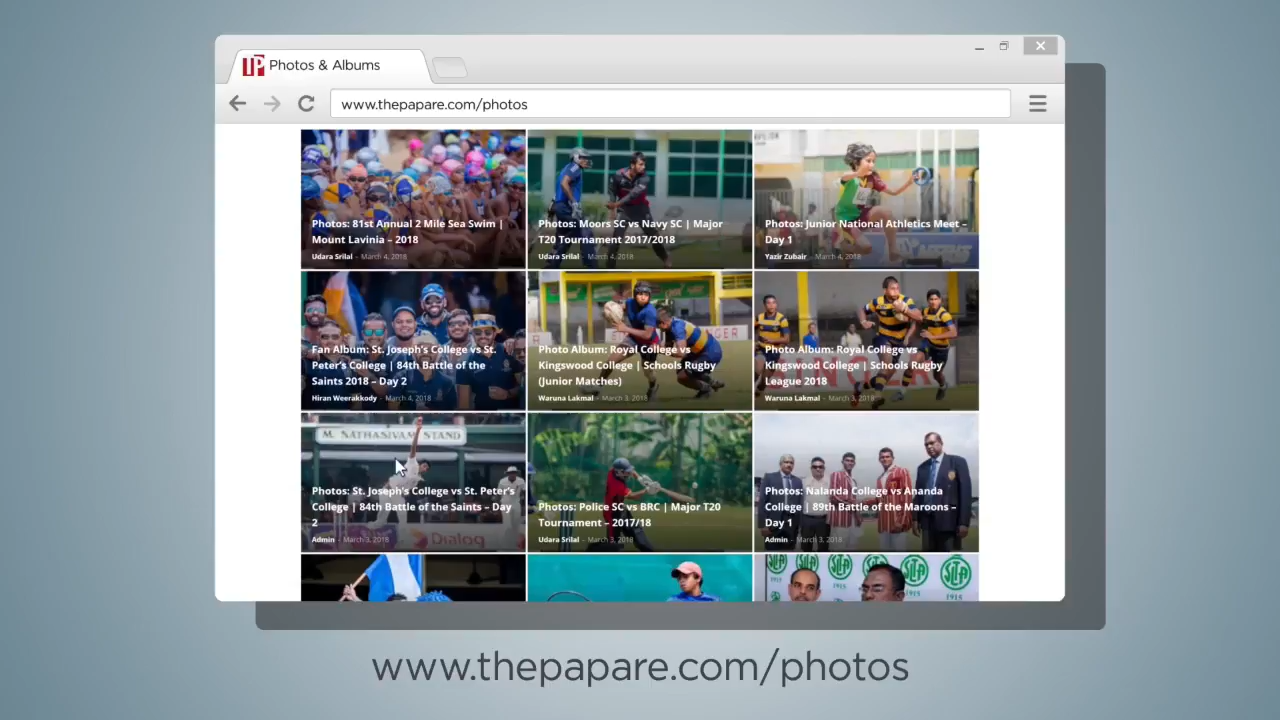 Photos & Albums
www.thepapare.com/photos
Photos: 81st Annual 2 Mile Sea Swim |
Mount Lavinia – 2018
Udara Srilal - March 4, 2018
Photos: Moors SC vs Navy SC | Major
T20 Tournament 2017/2018
Udara Srilal - March 4, 2018
Photos: Junior National Athletics Meet –
Day 1
Yazir Zubair - March 4, 2018
Fan Album: St. Joseph's College vs St.
Peter's College | 84th Battle of the
Saints 2018 – Day 2
Hiran Weerakkody - March 4, 2018
Photo Album: Royal College vs
Kingswood College | Schools Rugby
(Junior Matches)
Waruna Lakmal - March 3, 2018
Photo Album: Royal College vs
Kingswood College | Schools Rugby
League 2018
Waruna Lakmal - March 3, 2018
M. SATHASIVAM STAND
Photos: St. Joseph's College vs St. Peter's
College | 84th Battle of the Saints – Day
2
Admin - March 3, 2018
Dialog
Photos: Police SC vs BRC | Major T20
Tournament – 2017/18
Udara Srilal - March 3, 2018
Photos: Nalanda College vs Ananda
College | 89th Battle of the Maroons –
Day 1
Admin - March 3, 2018
SLTA
1915
www.thepapare.com/photos